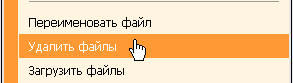 Переименовать файл
Удалить файлы
Загрузить файлы